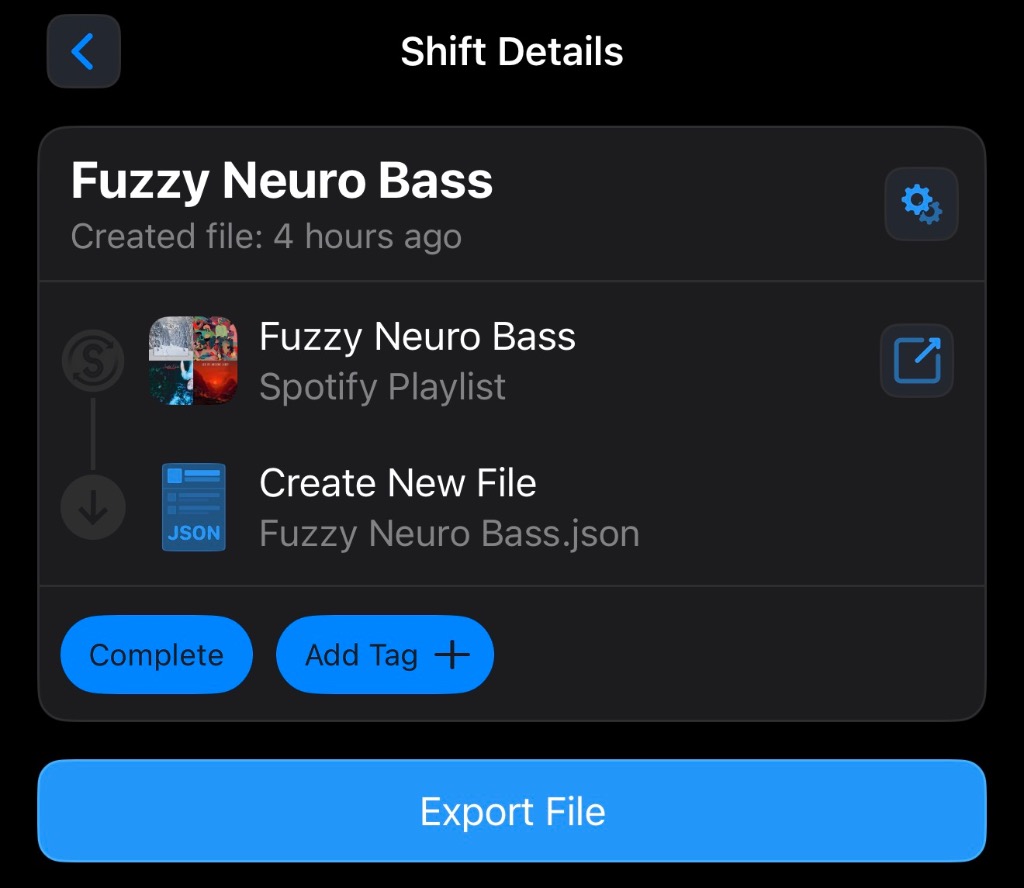 Shift Details
Fuzzy Neuro Bass
Created file: 4 hours ago
Fuzzy Neuro Bass
Spotify Playlist
Create New File
JSON
Fuzzy Neuro Bass.json
Complete
Add Tag +
Export File